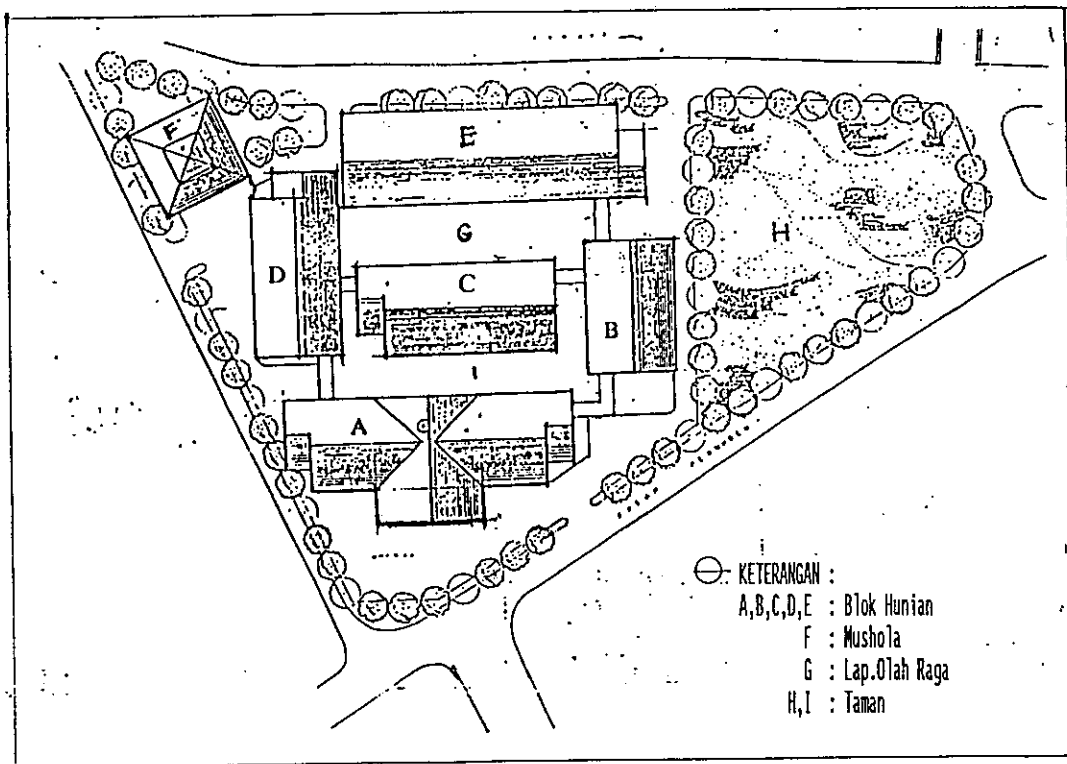 F
E
D
G
C
H
B
I
A
KETERANGAN :
A,B,C,D,E : Blok Hunian
F : Mushola
G : Lap.Olah Raga
H,I : Taman